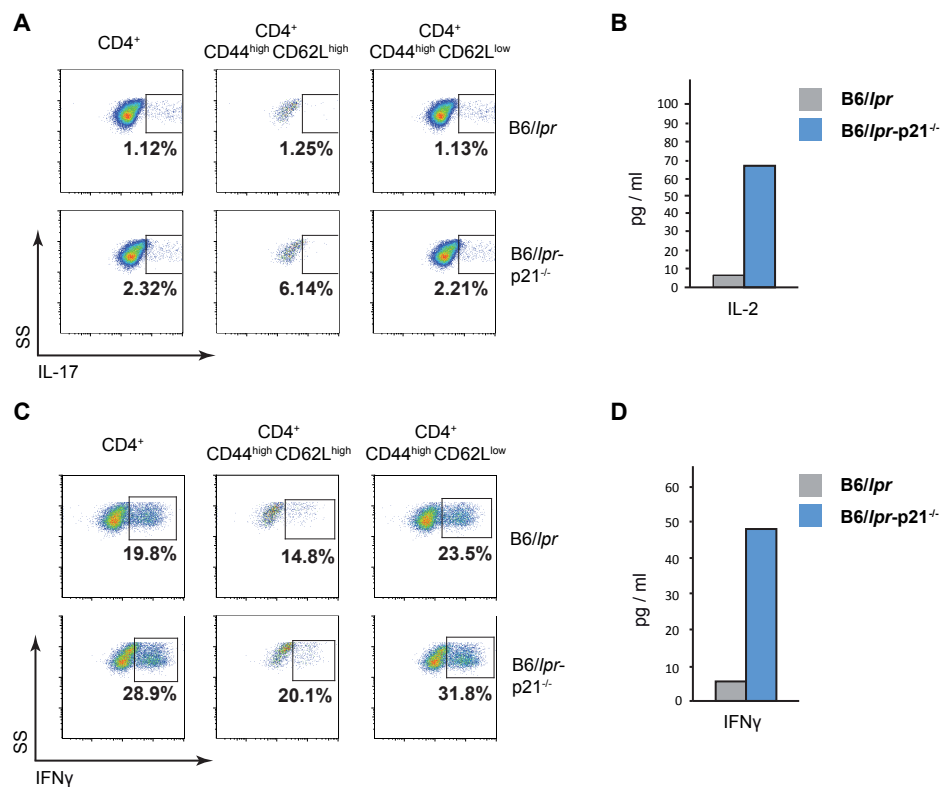 A
CD4⁺
CD4⁺
CD44ʰⁱᵍʰ CD62Lʰⁱᵍʰ
CD4⁺
CD44ʰⁱᵍʰ CD62Lˡᵒʷ
1.12%
1.25%
1.13%
B6/lpr
2.32%
6.14%
2.21%
B6/lpr-
p21⁻/⁻
SS
IL-17
B
100
90
80
70
60
50
40
30
20
10
0
pg / ml
IL-2
B6/lpr
B6/lpr-p21⁻/⁻
C
CD4⁺
CD4⁺
CD44ʰⁱᵍʰ CD62Lʰⁱᵍʰ
CD4⁺
CD44ʰⁱᵍʰ CD62Lˡᵒʷ
19.8%
14.8%
23.5%
B6/lpr
28.9%
20.1%
31.8%
B6/lpr-
p21⁻/⁻
SS
IFNγ
D
60
50
40
30
20
10
0
pg / ml
IFNγ
B6/lpr
B6/lpr-p21⁻/⁻